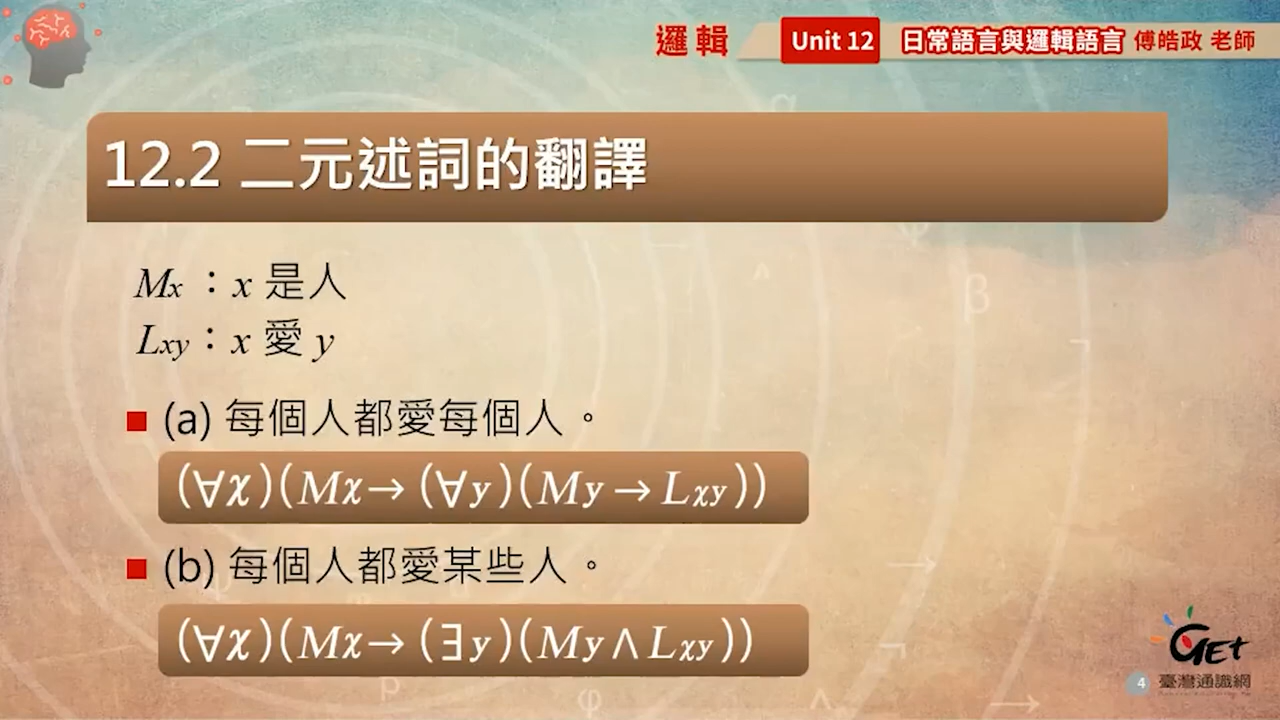 邏輯 Unit 12 日常語言與邏輯語言 傅皓政 老師
12.2 二元述詞的翻譯
Mx：x 是人
Lxy：x 愛 y
(a) 每個人都愛每個人。
(∀x)(Mx→(∀y)(My→Lxy))
(b) 每個人都愛某些人。
(∀x)(Mx→(∃y)(My∧Lxy))
GEt
4 臺灣通識網